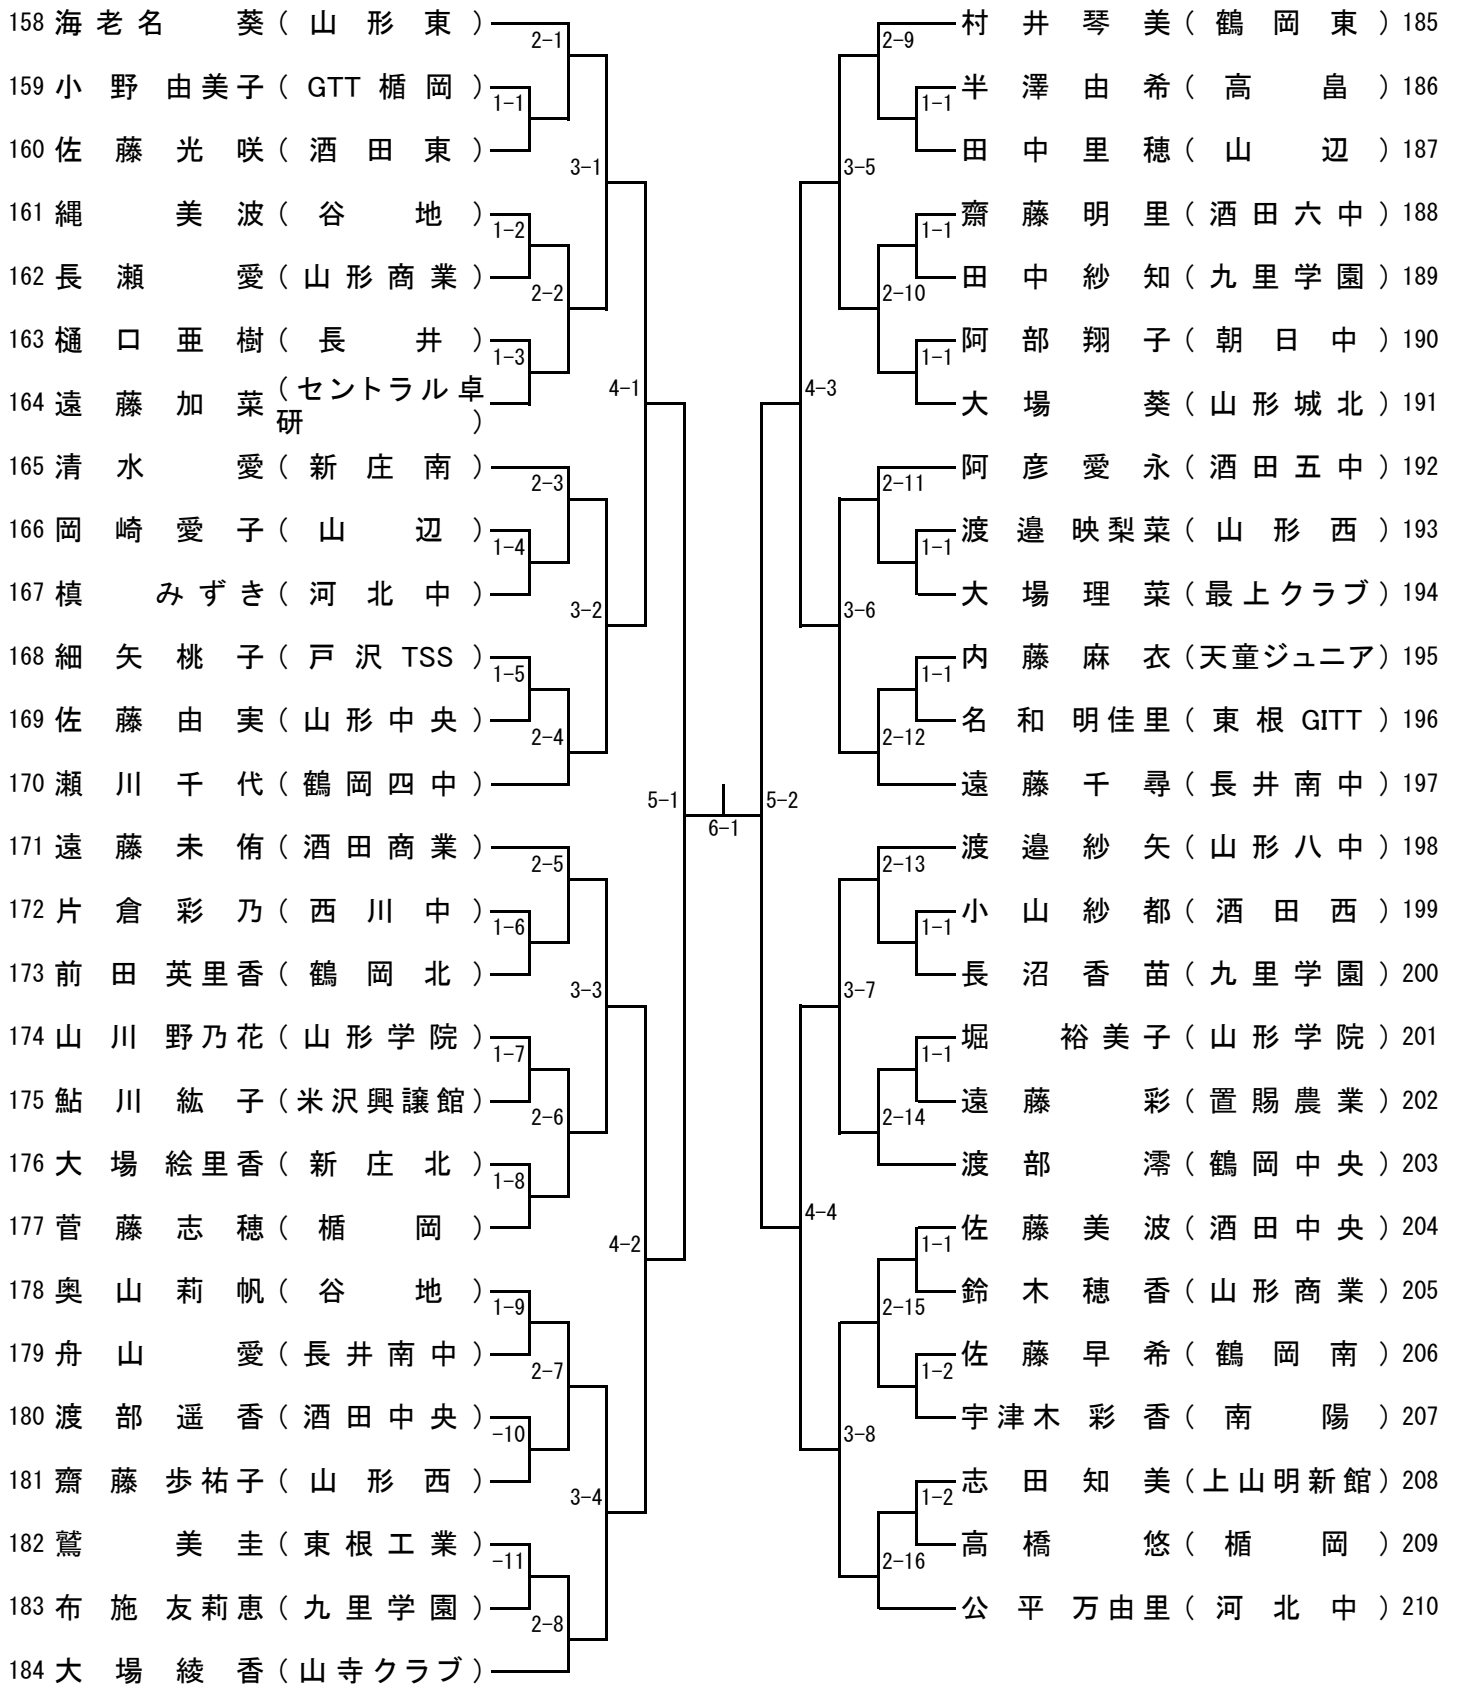 158 海老名 葵 ( 山形東 )
159 小野由美子 ( GTT 楯岡 )
160 佐藤光咲 ( 酒田東 )
161 縄 美波 ( 谷地 )
162 長瀬 愛 ( 山形商業 )
163 樋口亜樹 ( 長井 )
164 遠藤加菜 ( セントラル卓
研 )
165 清水 愛 ( 新庄南 )
166 岡崎愛子 ( 山辺 )
167 槙 みずき ( 河北中 )
168 細矢桃子 ( 戸沢 TSS )
169 佐藤由実 ( 山形中央 )
170 瀬川千代 ( 鶴岡四中 )
171 遠藤未侑 ( 酒田商業 )
172 片倉彩乃 ( 西川中 )
173 前田英里香 ( 鶴岡北 )
174 山川野乃花 ( 山形学院 )
175 鮎川紘子 ( 米沢興譲館 )
176 大場絵里香 ( 新庄北 )
177 菅藤志穂 ( 楯岡 )
178 奥山莉帆 ( 谷地 )
179 舟山 愛 ( 長井南中 )
180 渡部遥香 ( 酒田中央 )
181 齋藤歩祐子 ( 山形西 )
182 鷲 美圭 ( 東根工業 )
183 布施友莉恵 ( 九里学園 )
184 大場綾香 ( 山寺クラブ )
2-1
1-1
3-1
1-2
2-2
1-3
4-1
2-3
1-4
3-2
1-5
2-4
5-1
2-5
1-6
3-3
1-7
2-6
1-8
4-2
1-9
2-7
-10
3-4
-11
2-8
6-1
2-9
1-1
3-5
1-1
2-10
1-1
4-3
2-11
1-1
3-6
1-1
2-12
5-2
2-13
1-1
3-7
1-1
2-14
4-4
1-1
2-15
1-2
3-8
1-2
2-16
村井琴美 ( 鶴岡東 ) 185
半澤由希 ( 高畠 ) 186
田中里穂 ( 山辺 ) 187
齋藤明里 ( 酒田六中 ) 188
田中紗知 ( 九里学園 ) 189
阿部翔子 ( 朝日中 ) 190
大場 葵 ( 山形城北 ) 191
阿彦愛永 ( 酒田五中 ) 192
渡邉映梨菜 ( 山形西 ) 193
大場理菜 ( 最上クラブ ) 194
内藤麻衣 ( 天童ジュニア ) 195
名和明佳里 ( 東根 GITT ) 196
遠藤千尋 ( 長井南中 ) 197
渡邉紗矢 ( 山形八中 ) 198
小山紗都 ( 酒田西 ) 199
長沼香苗 ( 九里学園 ) 200
堀 裕美子 ( 山形学院 ) 201
遠藤 彩 ( 置賜農業 ) 202
渡部 澪 ( 鶴岡中央 ) 203
佐藤美波 ( 酒田中央 ) 204
鈴木穂香 ( 山形商業 ) 205
佐藤早希 ( 鶴岡南 ) 206
宇津木彩香 ( 南陽 ) 207
志田知美 ( 上山明新館 ) 208
高橋 悠 ( 楯岡 ) 209
公平万由里 ( 河北中 ) 210